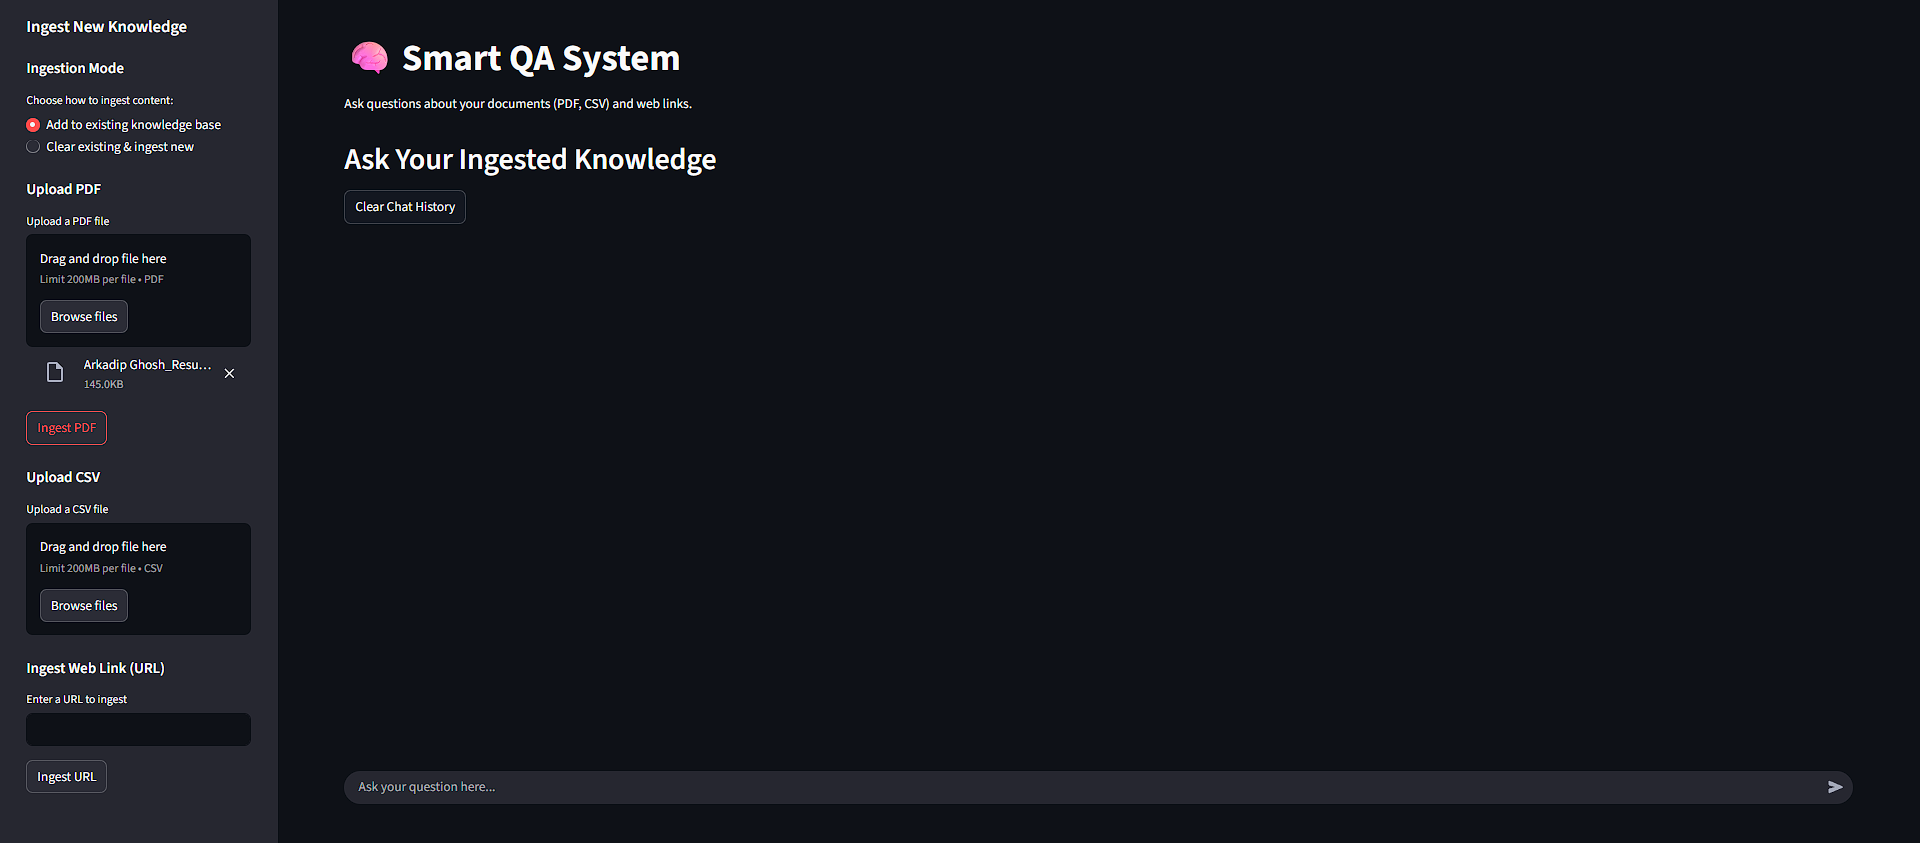 Ingest New Knowledge
Ingestion Mode
Choose how to ingest content:
Add to existing knowledge base
Clear existing & ingest new
Upload PDF
Upload a PDF file
Drag and drop file here
Limit 200MB per file • PDF
Browse files
Arkadip Ghosh_Resu...
145.0KB
Ingest PDF
Upload CSV
Upload a CSV file
Drag and drop file here
Limit 200MB per file • CSV
Browse files
Ingest Web Link (URL)
Enter a URL to ingest
Ingest URL
Smart QA System
Ask questions about your documents (PDF, CSV) and web links.
Ask Your Ingested Knowledge
Clear Chat History
Ask your question here...